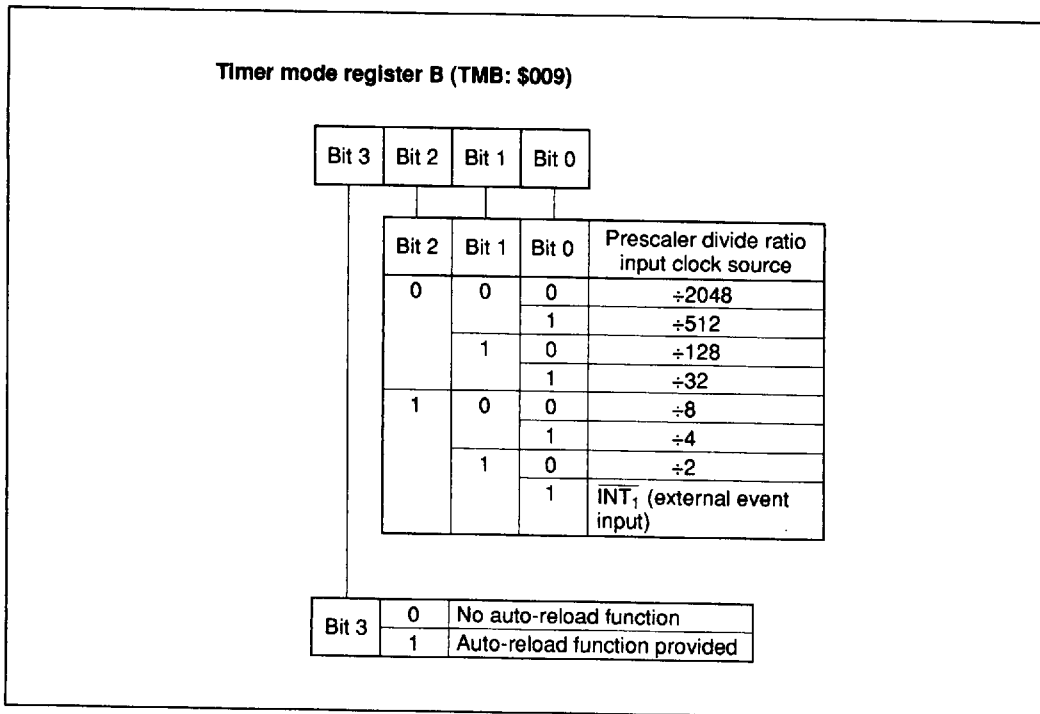 Timer mode register B (TMB: $009)
Bit 3 Bit 2 Bit 1 Bit 0
Bit 2 Bit 1 Bit 0 Prescaler divide ratio
input clock source
0 0 0 ÷2048
1 ÷512
1 0 ÷128
1 ÷32
1 0 0 ÷8
1 ÷4
1 0 ÷2
1 I̅N̅T̅₁̅ (external event
input)
Bit 3 0 No auto-reload function
1 Auto-reload function provided